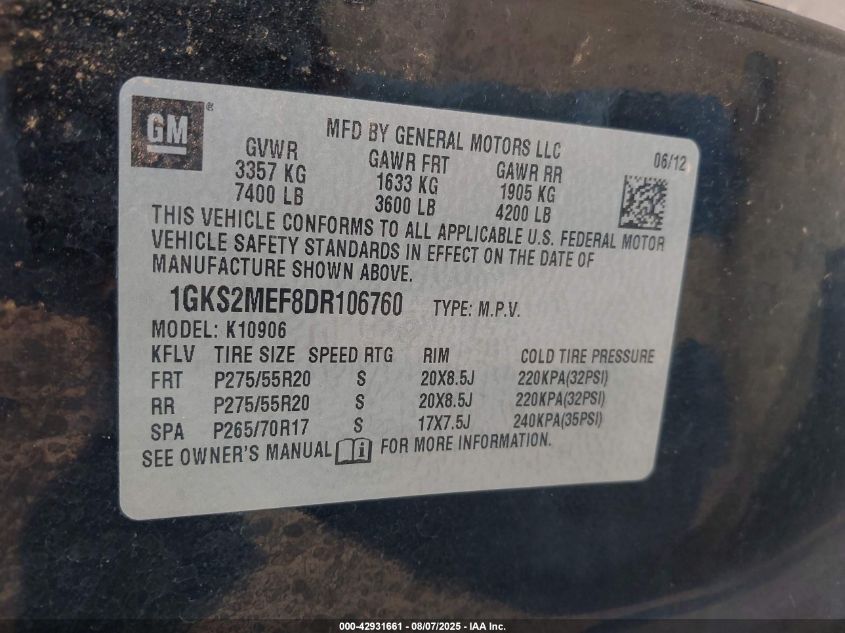 GM ®
MFD BY GENERAL MOTORS LLC
06/12
GVWR GAWR FRT GAWR RR
3357 KG 1633 KG 1905 KG
7400 LB 3600 LB 4200 LB
THIS VEHICLE CONFORMS TO ALL APPLICABLE U.S. FEDERAL MOTOR
VEHICLE SAFETY STANDARDS IN EFFECT ON THE DATE OF
MANUFACTURE SHOWN ABOVE.
1GKS2MEF8DR106760 TYPE: M.P.V.
MODEL: K10906
KFLV TIRE SIZE SPEED RTG RIM COLD TIRE PRESSURE
FRT P275/55R20 S 20X8.5J 220KPA(32PSI)
RR P275/55R20 S 20X8.5J 220KPA(32PSI)
SPA P265/70R17 S 17X7.5J 240KPA(35PSI)
SEE OWNER'S MANUAL i FOR MORE INFORMATION.
000-42931661 - 08/07/2025 - IAA Inc.